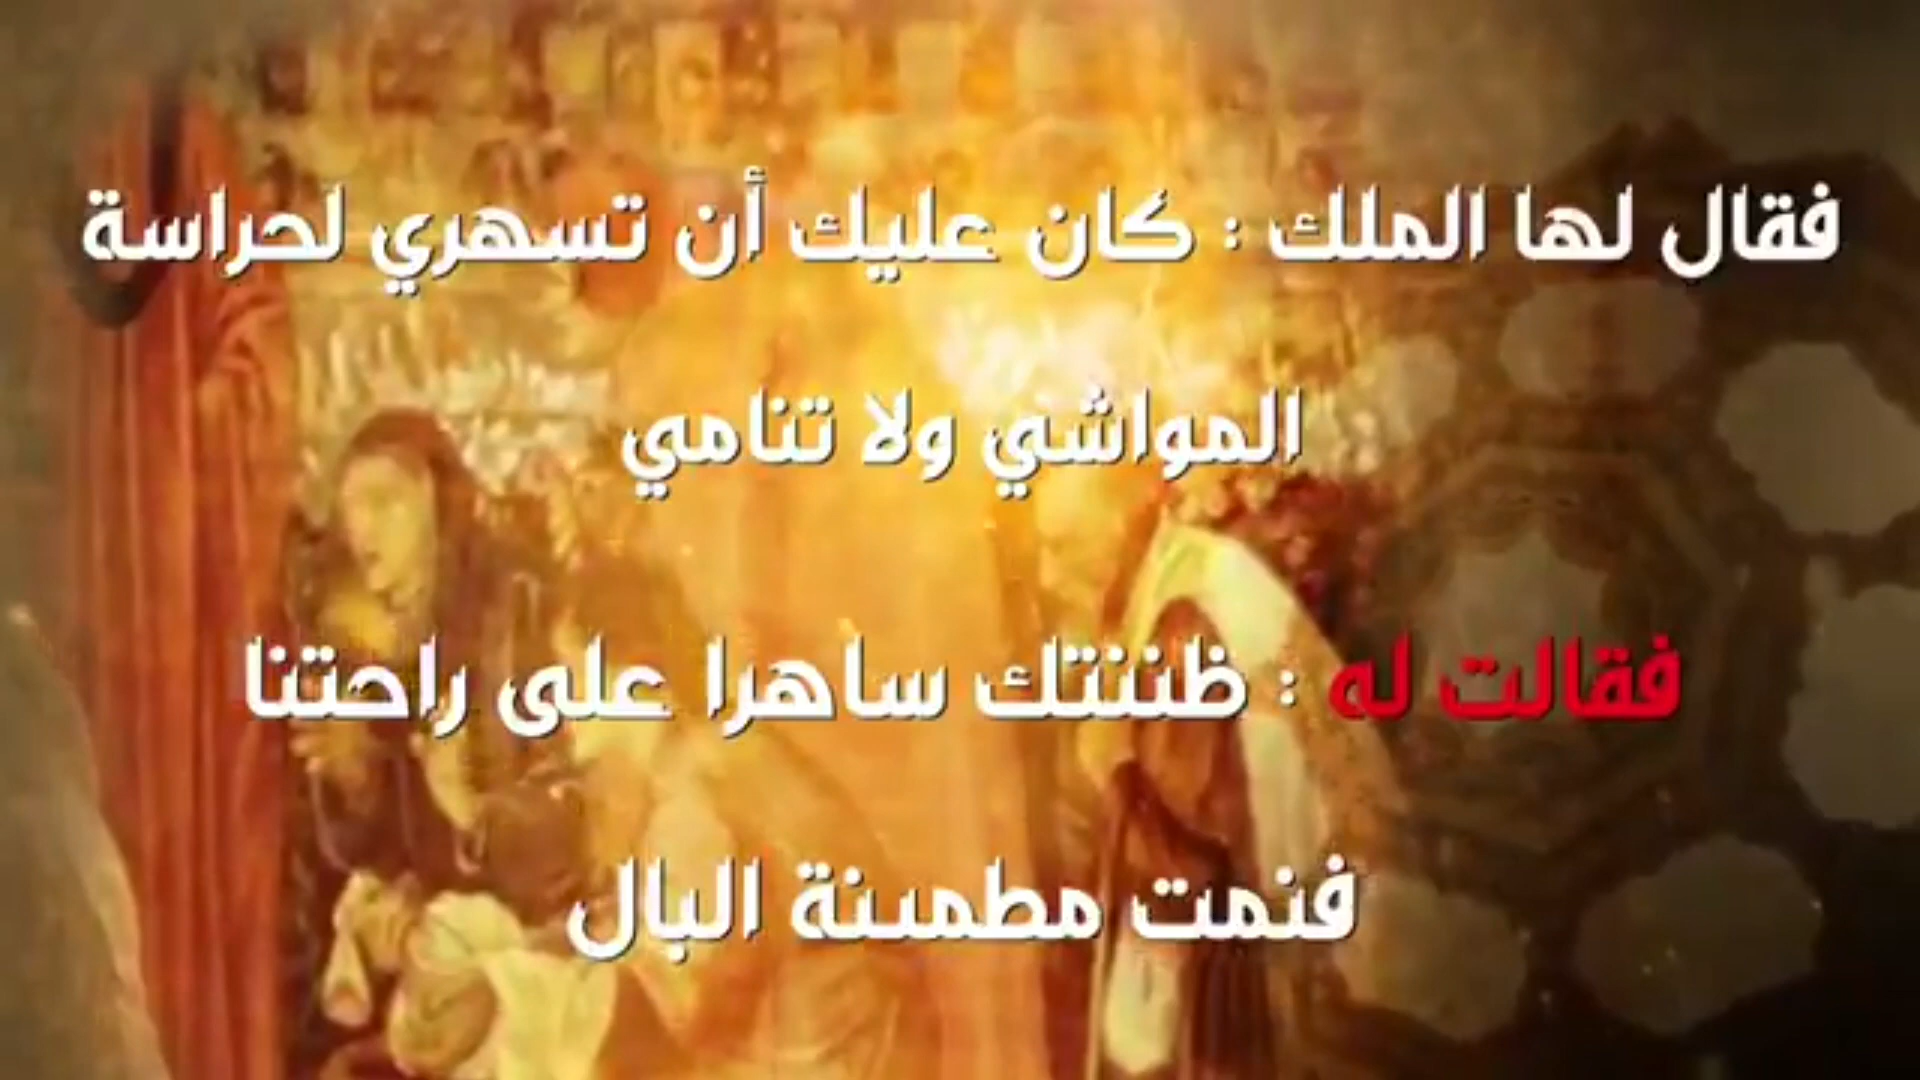 فقال لها الملك : كان عليك أن تسهري لحراسة
المواشي ولا تنامي
فقالت له : ظننتك ساهرا على راحتنا
فنمت مطمىنة البال